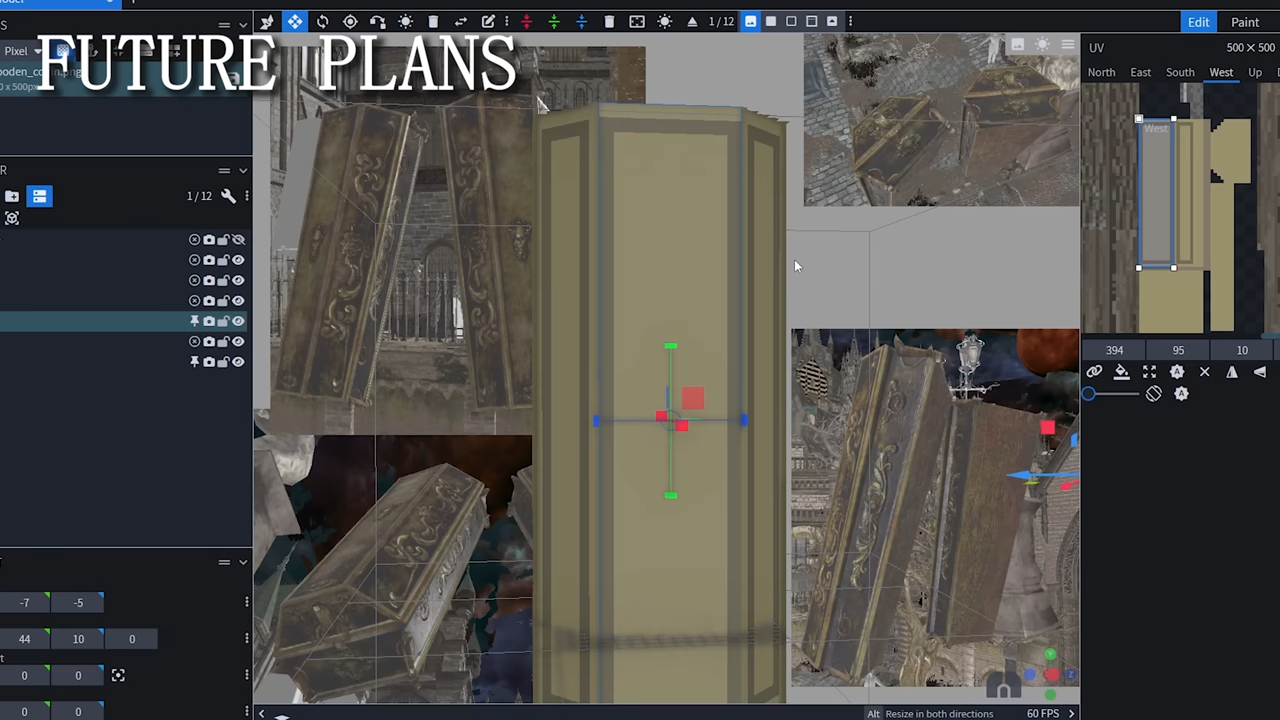 Edit
Paint
1 / 12
UV
500 × 500
Pixel
FUTURE PLANS
North
East
South
West
Up
West
1 / 12
394
95
10
-7
-5
44
10
0
0
0
0
0
Z
Alt
Resize in both directions
60 FPS